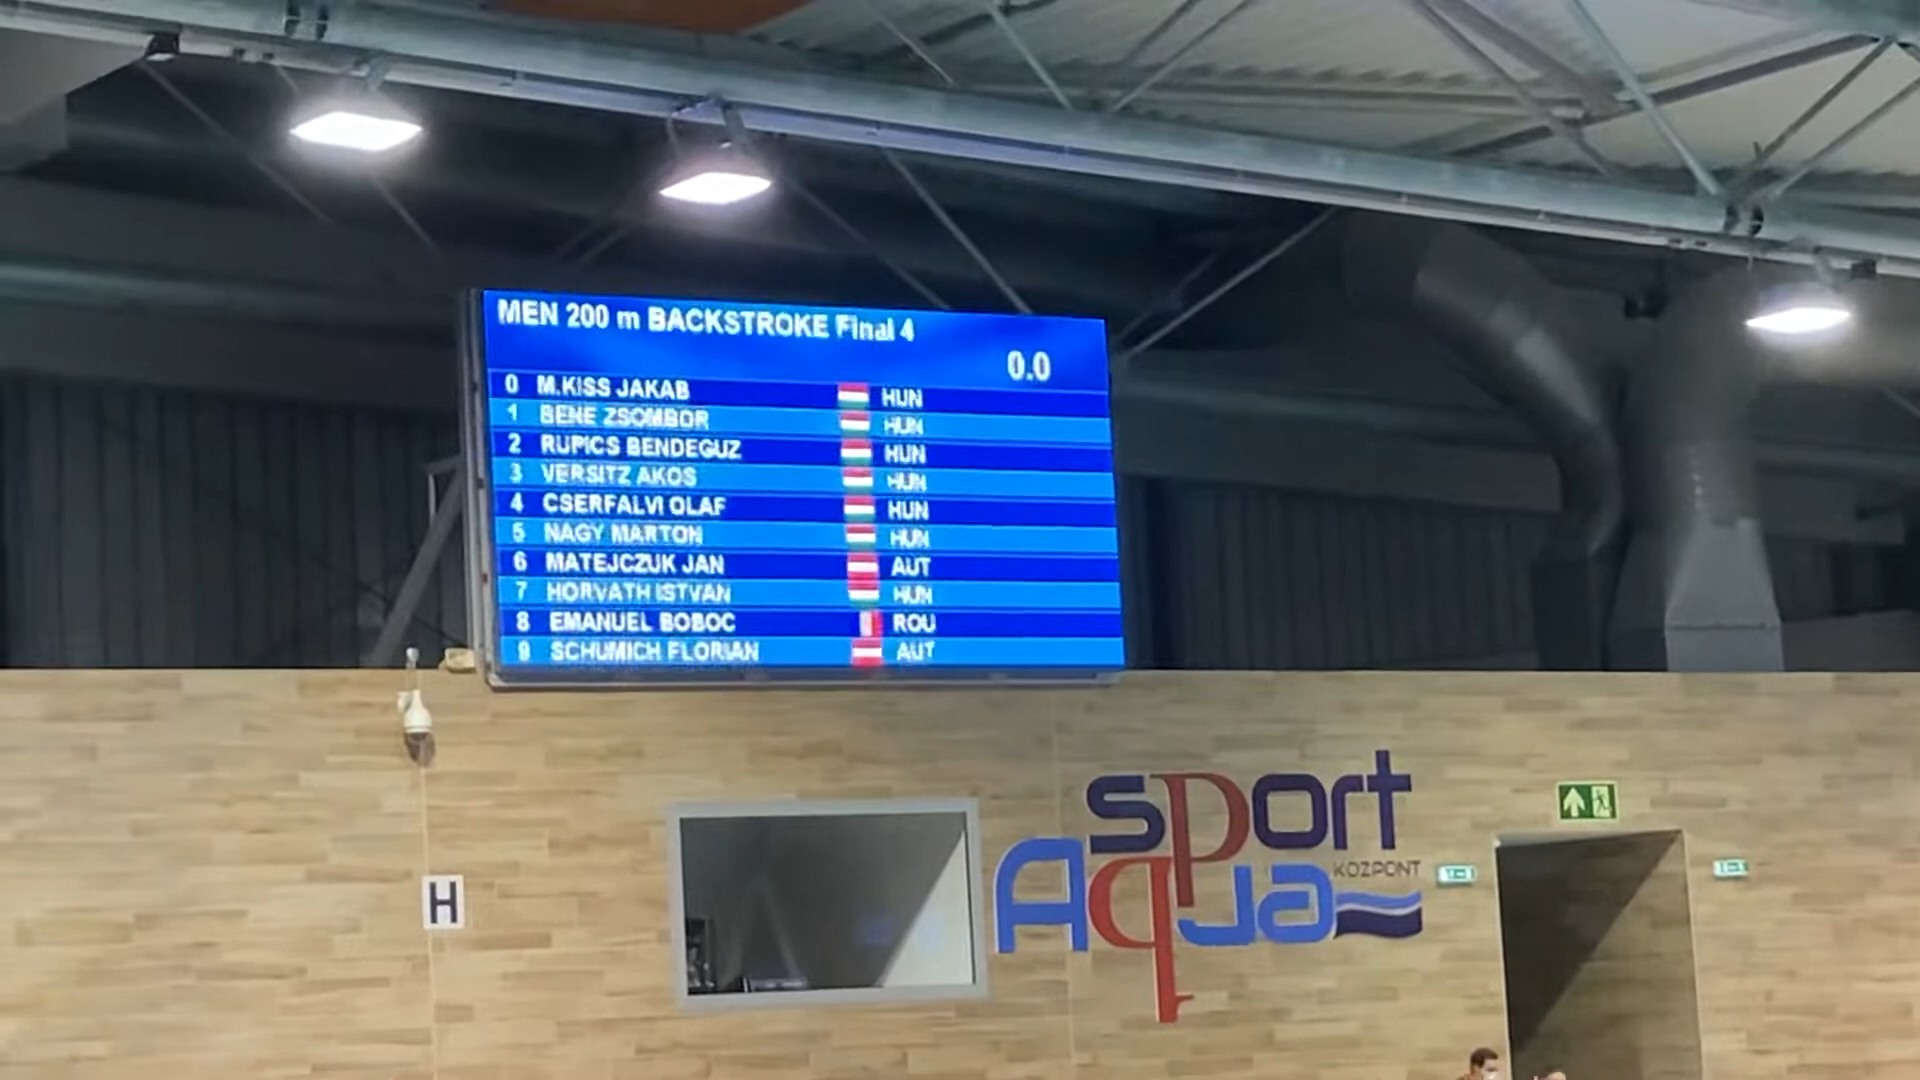 MEN 200 m BACKSTROKE Final 4
0.0
0 M.KISS JAKAB HUN
1 BENE ZSOMBOR HUN
2 RUPICS BENDEGUZ HUN
3 VERSITZ AKOS HUN
4 CSERFALVI OLAF HUN
5 NAGY MARTON HUN
6 MATEJCZUK JAN AUT
7 HORVATH ISTVAN HUN
8 EMANUEL BOBOC ROU
9 SCHUMICH FLORIAN AUT
sport
Aqua
KÖZPONT
H